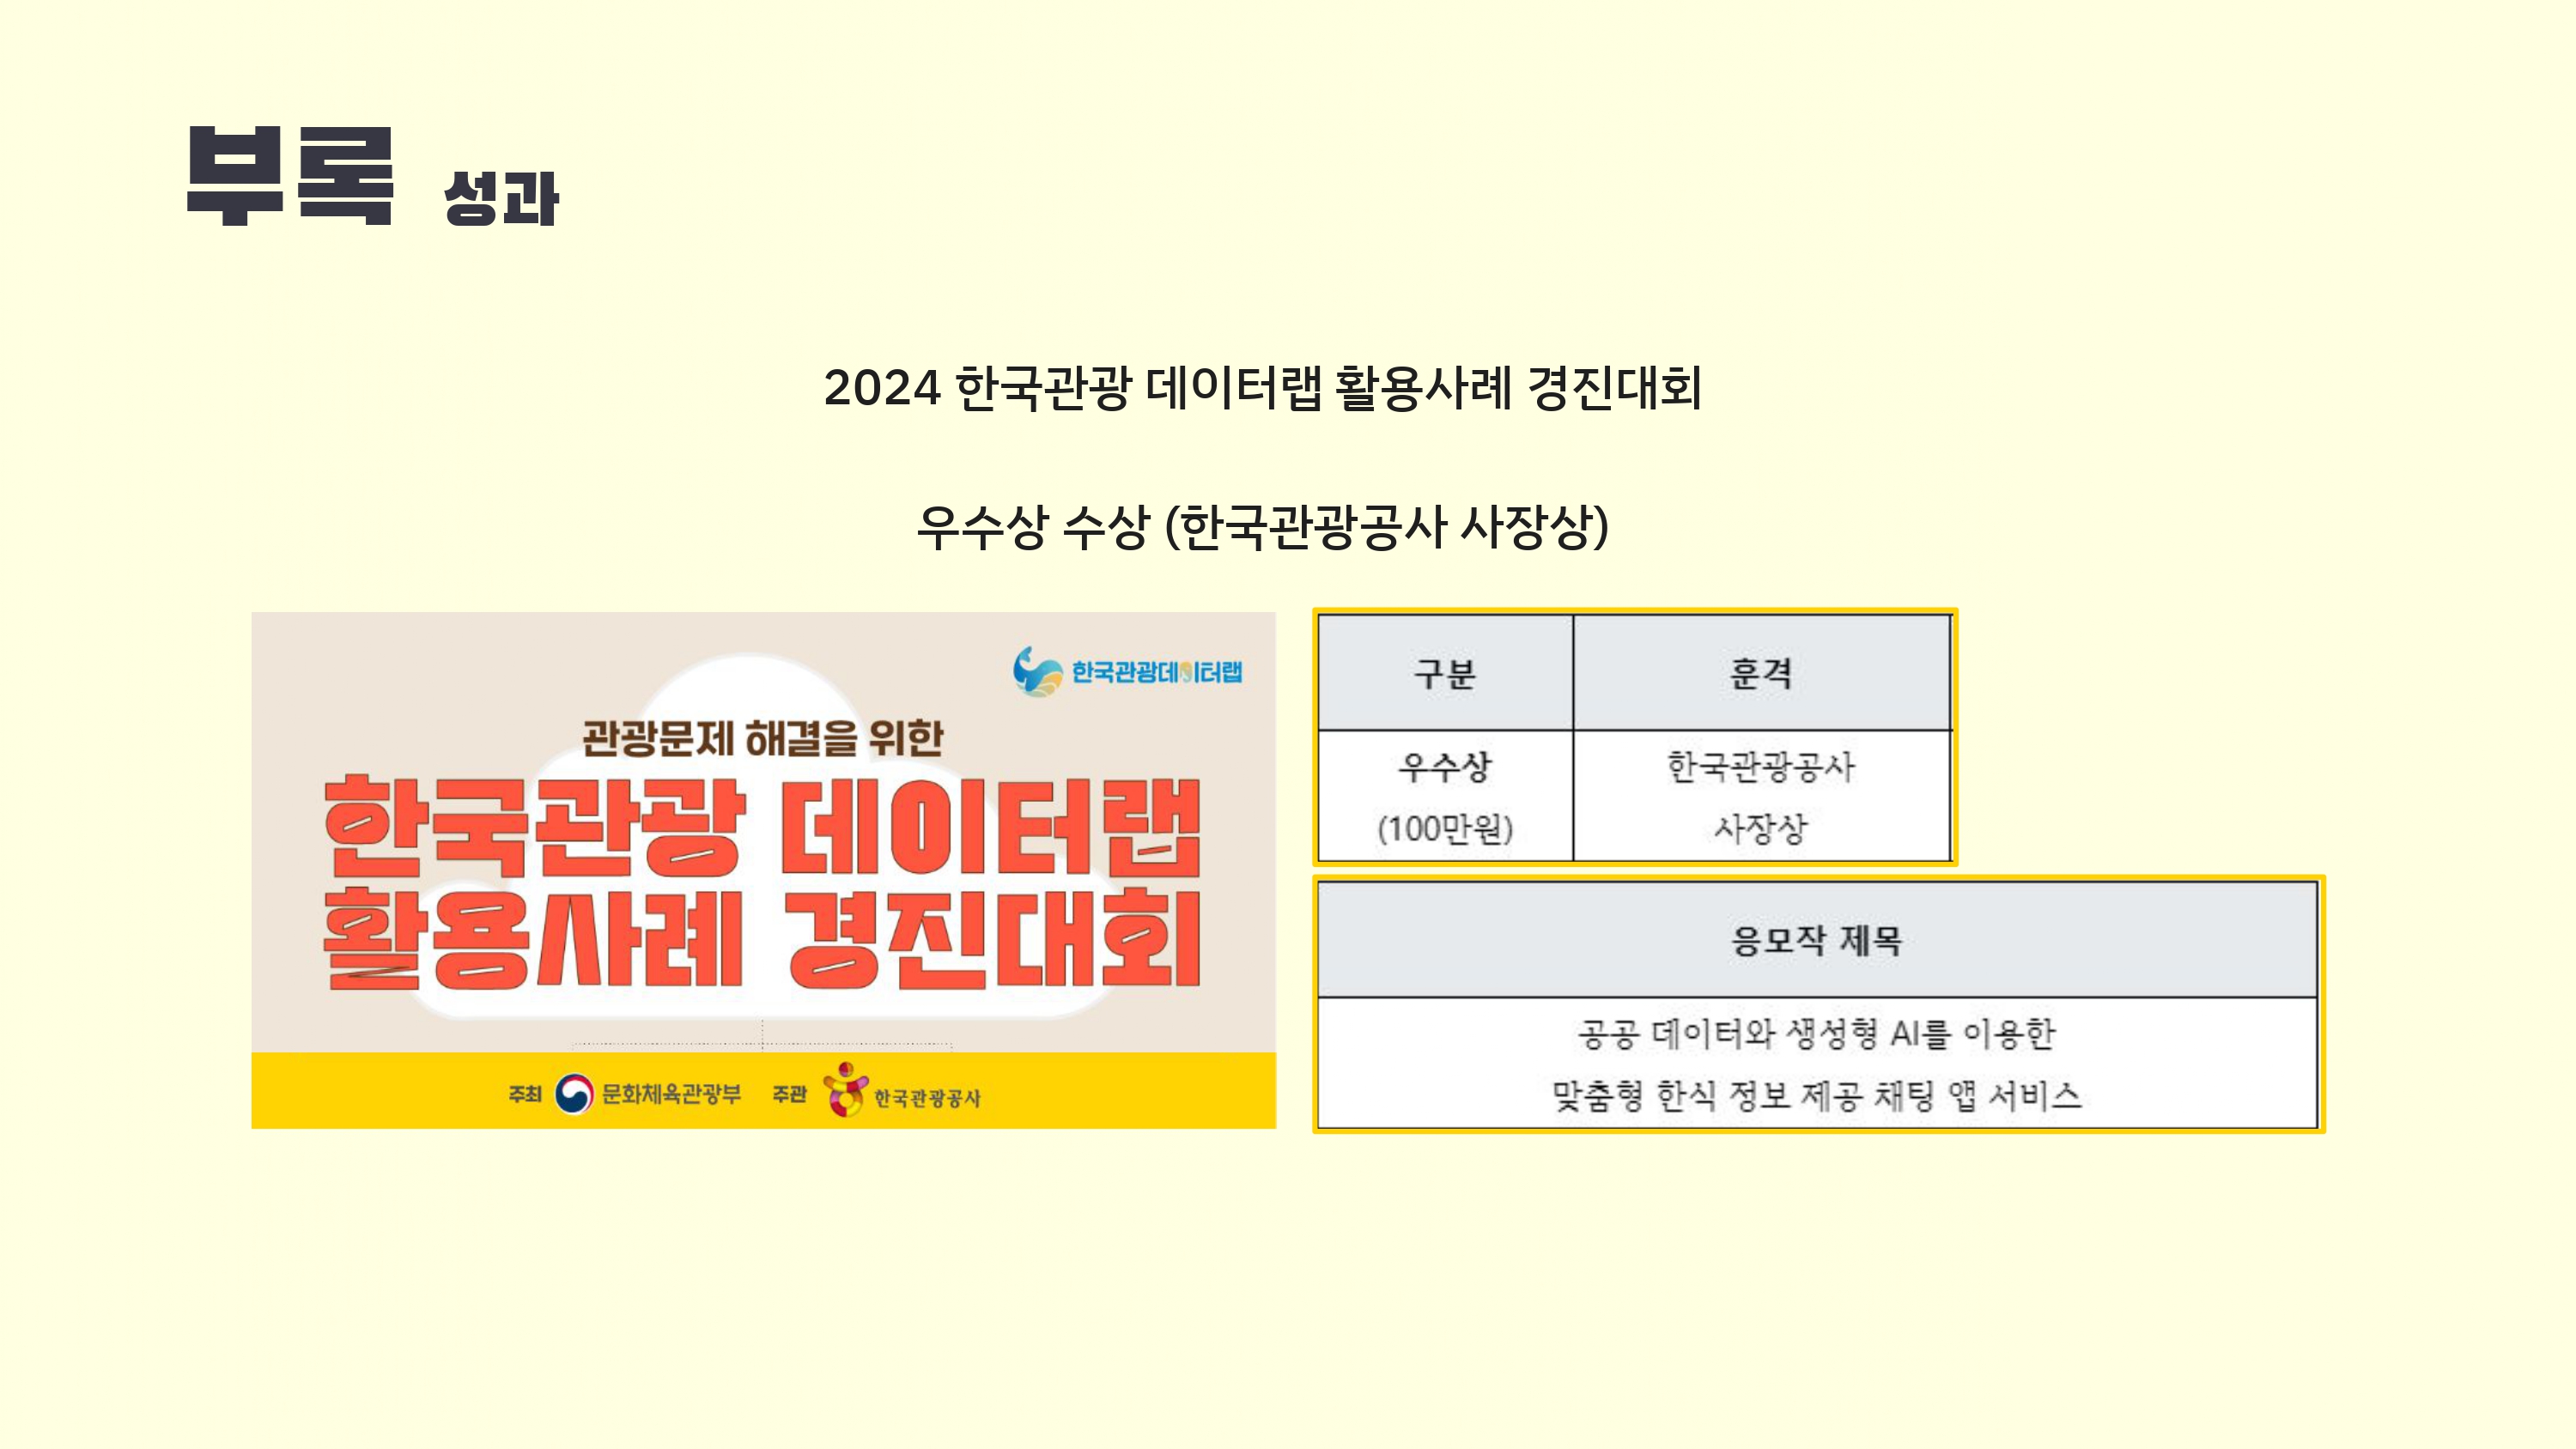 부록 성과
2024 한국관광 데이터랩 활용사례 경진대회
우수상 수상 (한국관광공사 사장상)
한국관광데이터랩
관광문제 해결을 위한
한국관광 데이터랩
활용사례 경진대회
주최 문화체육관광부 주관 한국관광공사
구분 훈격
우수상 한국관광공사
(100만원) 사장상
응모작 제목
공공 데이터와 생성형 AI를 이용한
맞춤형 한식 정보 제공 채팅 앱 서비스